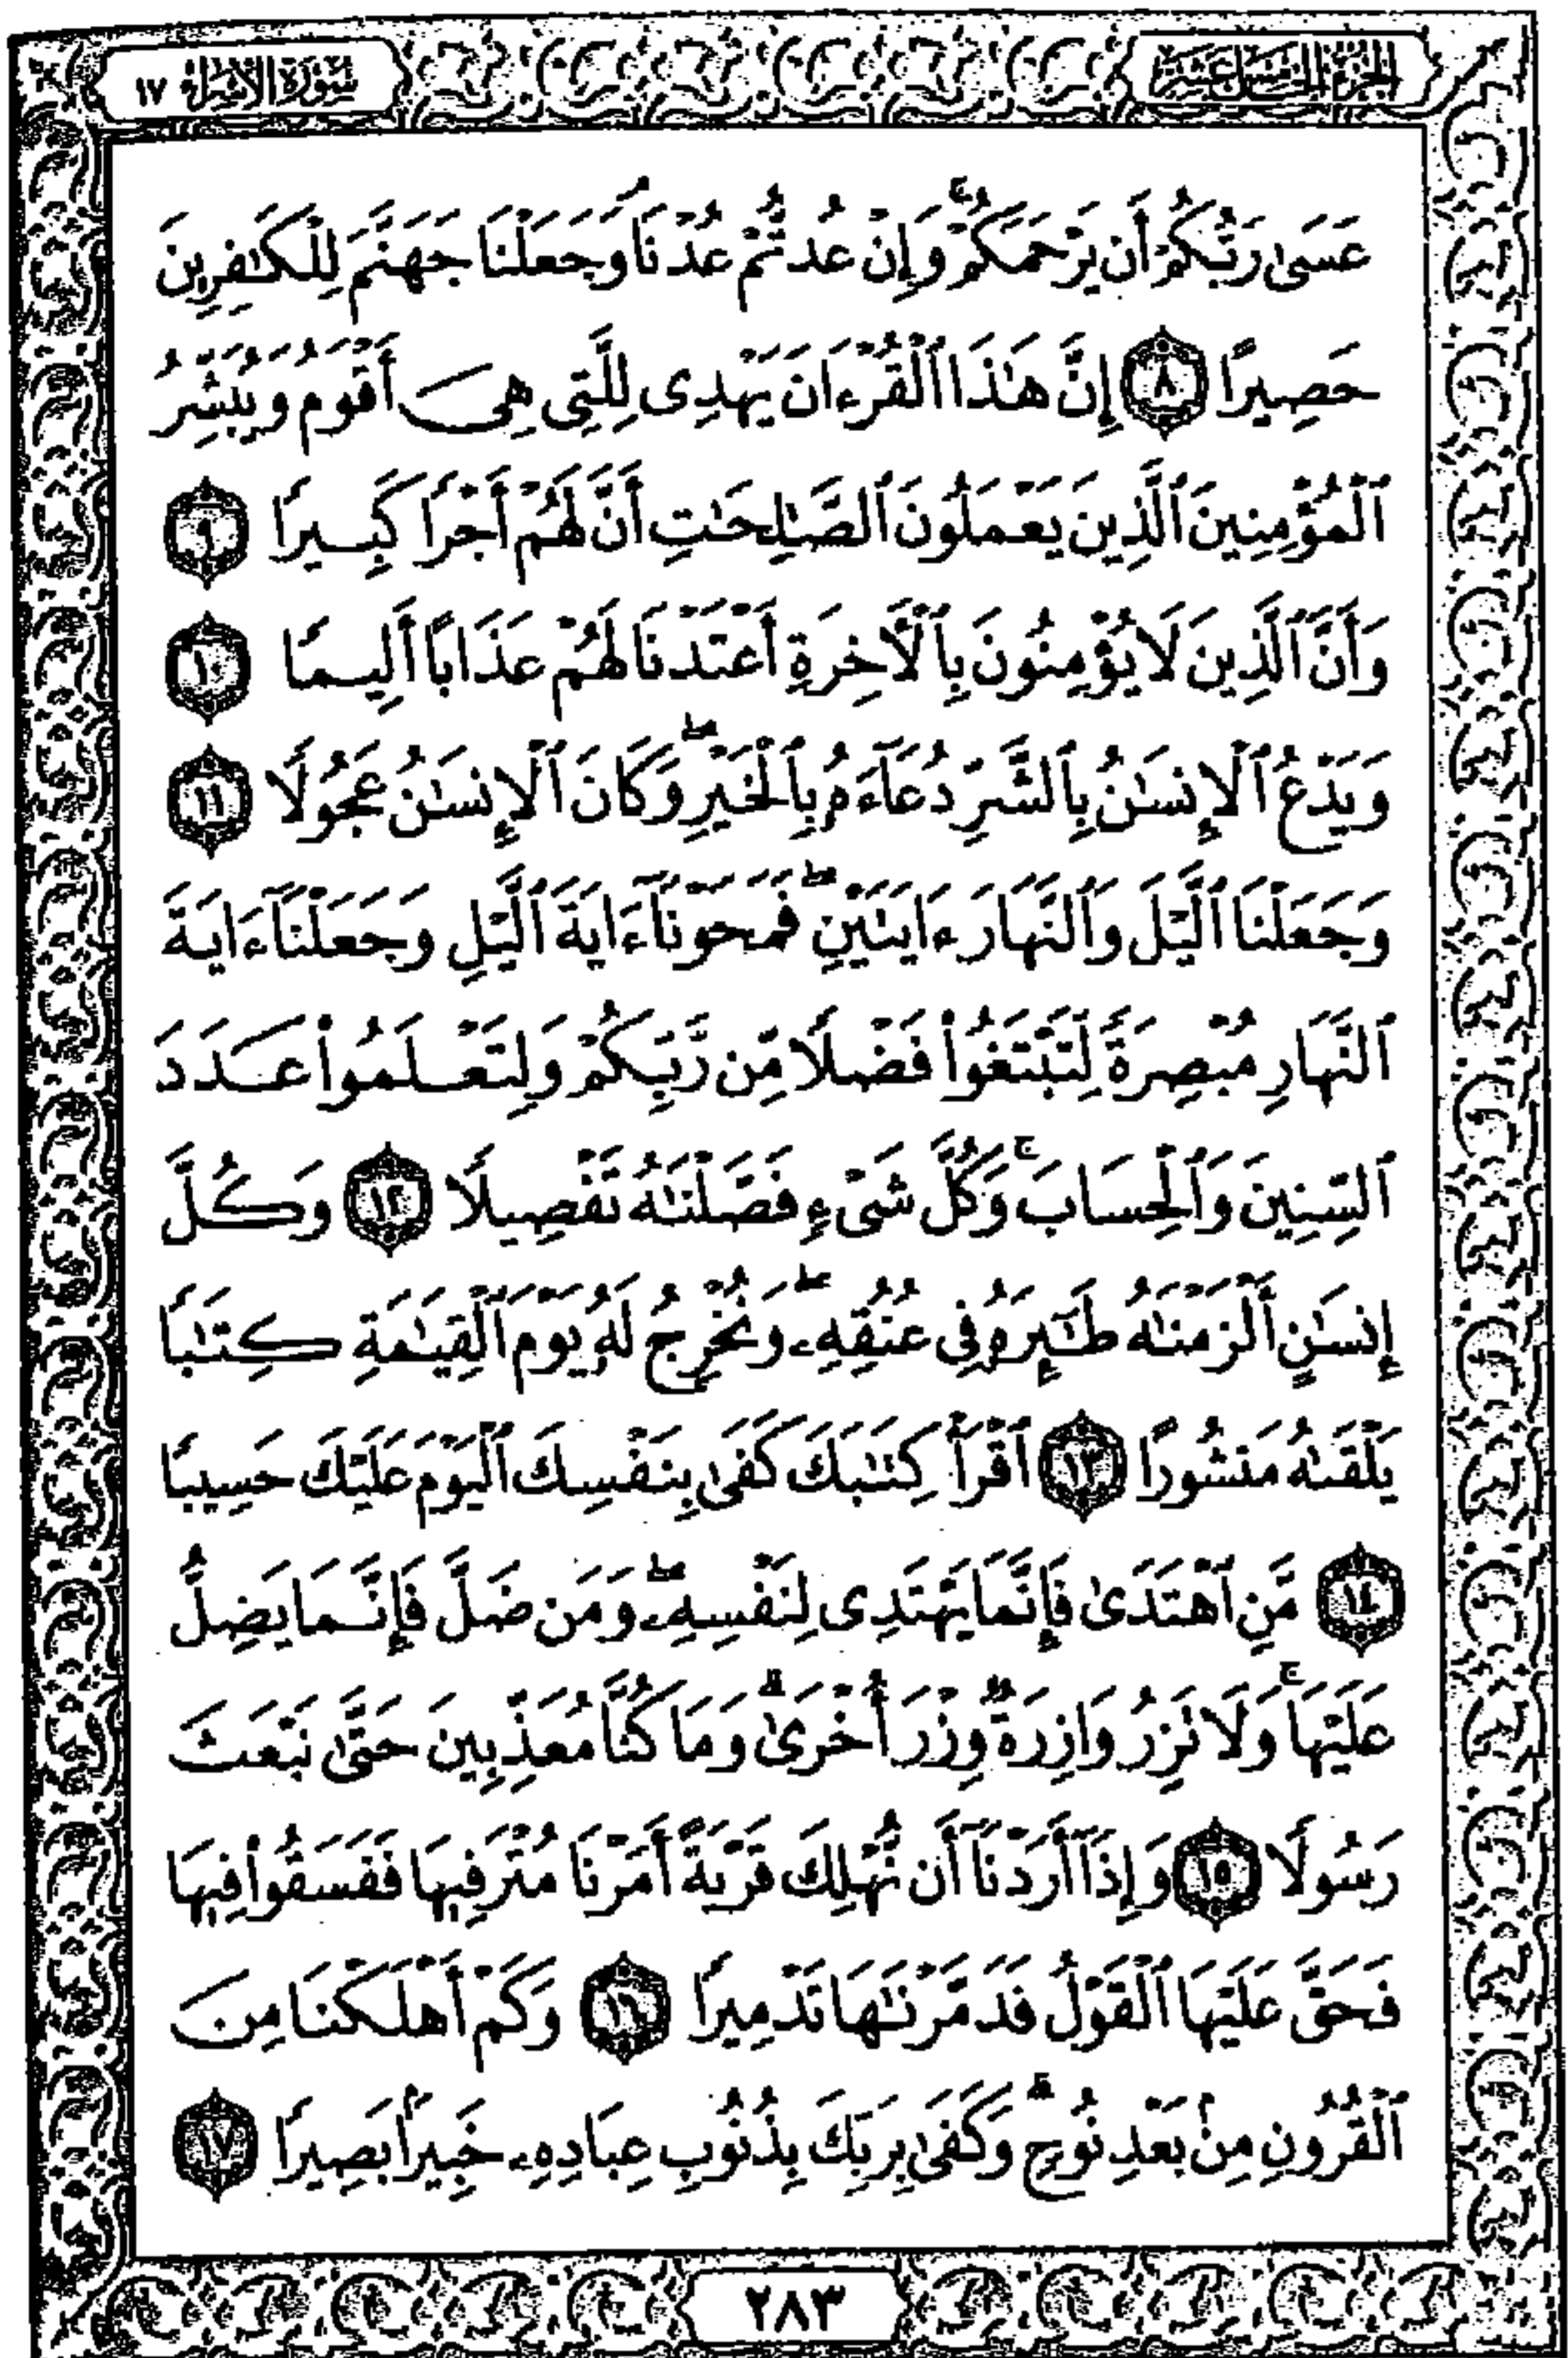 الجزء الخامس عشر
سورة الإسراء ١٧
عَسَىٰ رَبُّكُمْ أَن يَرْحَمَكُمْ ۚ وَإِنْ عُدتُّمْ عُدْنَا ۘ وَجَعَلْنَا جَهَنَّمَ لِلْكَـٰفِرِينَ
حَصِيرًا ٨ إِنَّ هَـٰذَا ٱلْقُرْءَانَ يَهْدِى لِلَّتِى هِىَ أَقْوَمُ وَيُبَشِّرُ
ٱلْمُؤْمِنِينَ ٱلَّذِينَ يَعْمَلُونَ ٱلصَّـٰلِحَـٰتِ أَنَّ لَهُمْ أَجْرًا كَبِيرًا ٩
وَأَنَّ ٱلَّذِينَ لَا يُؤْمِنُونَ بِٱلْأَخِرَةِ أَعْتَدْنَا لَهُمْ عَذَابًا أَلِيمًا ١٠
وَيَدْعُ ٱلْإِنسَـٰنُ بِٱلشَّرِّ دُعَآءَهُۥ بِٱلْخَيْرِ ۖ وَكَانَ ٱلْإِنسَـٰنُ عَجُولًا ١١
وَجَعَلْنَا ٱلَّيْلَ وَٱلنَّهَارَ ءَايَتَيْنِ ۖ فَمَحَوْنَآ ءَايَةَ ٱلَّيْلِ وَجَعَلْنَآ ءَايَةَ
ٱلنَّهَارِ مُبْصِرَةً لِّتَبْتَغُوا۟ فَضْلًا مِّن رَّبِّكُمْ وَلِتَعْلَمُوا۟ عَدَدَ
ٱلسِّنِينَ وَٱلْحِسَابَ ۚ وَكُلَّ شَىْءٍ فَصَّلْنَـٰهُ تَفْصِيلًا ١٢ وَكُلَّ
إِنسَـٰنٍ أَلْزَمْنَـٰهُ طَـٰٓئِرَهُۥ فِى عُنُقِهِۦ ۖ وَنُخْرِجُ لَهُۥ يَوْمَ ٱلْقِيَـٰمَةِ كِتَـٰبًا
يَلْقَىٰهُ مَنشُورًا ١٣ ٱقْرَأْ كِتَـٰبَكَ كَفَىٰ بِنَفْسِكَ ٱلْيَوْمَ عَلَيْكَ حَسِيبًا
١٤ مَّنِ ٱهْتَدَىٰ فَإِنَّمَا يَهْتَدِى لِنَفْسِهِۦ ۖ وَمَن ضَلَّ فَإِنَّمَا يَضِلُّ
عَلَيْهَا ۚ وَلَا تَزِرُ وَازِرَةٌ وِزْرَ أُخْرَىٰ ۗ وَمَا كُنَّا مُعَذِّبِينَ حَتَّىٰ نَبْعَثَ
رَسُولًا ١٥ وَإِذَآ أَرَدْنَآ أَن نُّهْلِكَ قَرْيَةً أَمَرْنَا مُتْرَفِيهَا فَفَسَقُوا۟ فِيهَا
فَحَقَّ عَلَيْهَا ٱلْقَوْلُ فَدَمَّرْنَـٰهَا تَدْمِيرًا ١٦ وَكَمْ أَهْلَكْنَا مِنَ
ٱلْقُرُونِ مِنۢ بَعْدِ نُوحٍ ۗ وَكَفَىٰ بِرَبِّكَ بِذُنُوبِ عِبَادِهِۦ خَبِيرًۢا بَصِيرًا ١٧
٢٨٣